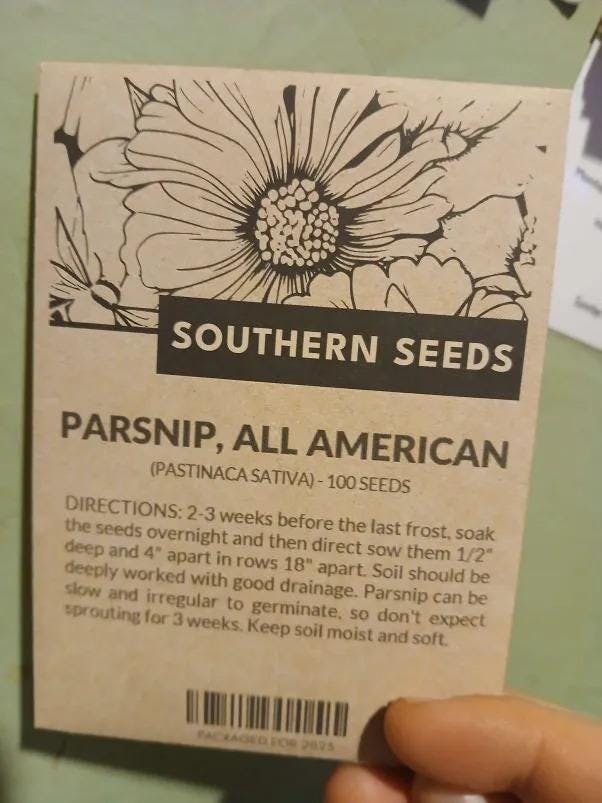 SOUTHERN SEEDS
PARSNIP, ALL AMERICAN
(PASTINACA SATIVA) - 100 SEEDS
DIRECTIONS: 2-3 weeks before the last frost, soak
the seeds overnight and then direct sow them 1/2"
deep and 4" apart in rows 18" apart. Soil should be
deeply worked with good drainage. Parsnip can be
slow and irregular to germinate, so don't expect
sprouting for 3 weeks. Keep soil moist and soft.
PACKAGED FOR 2025